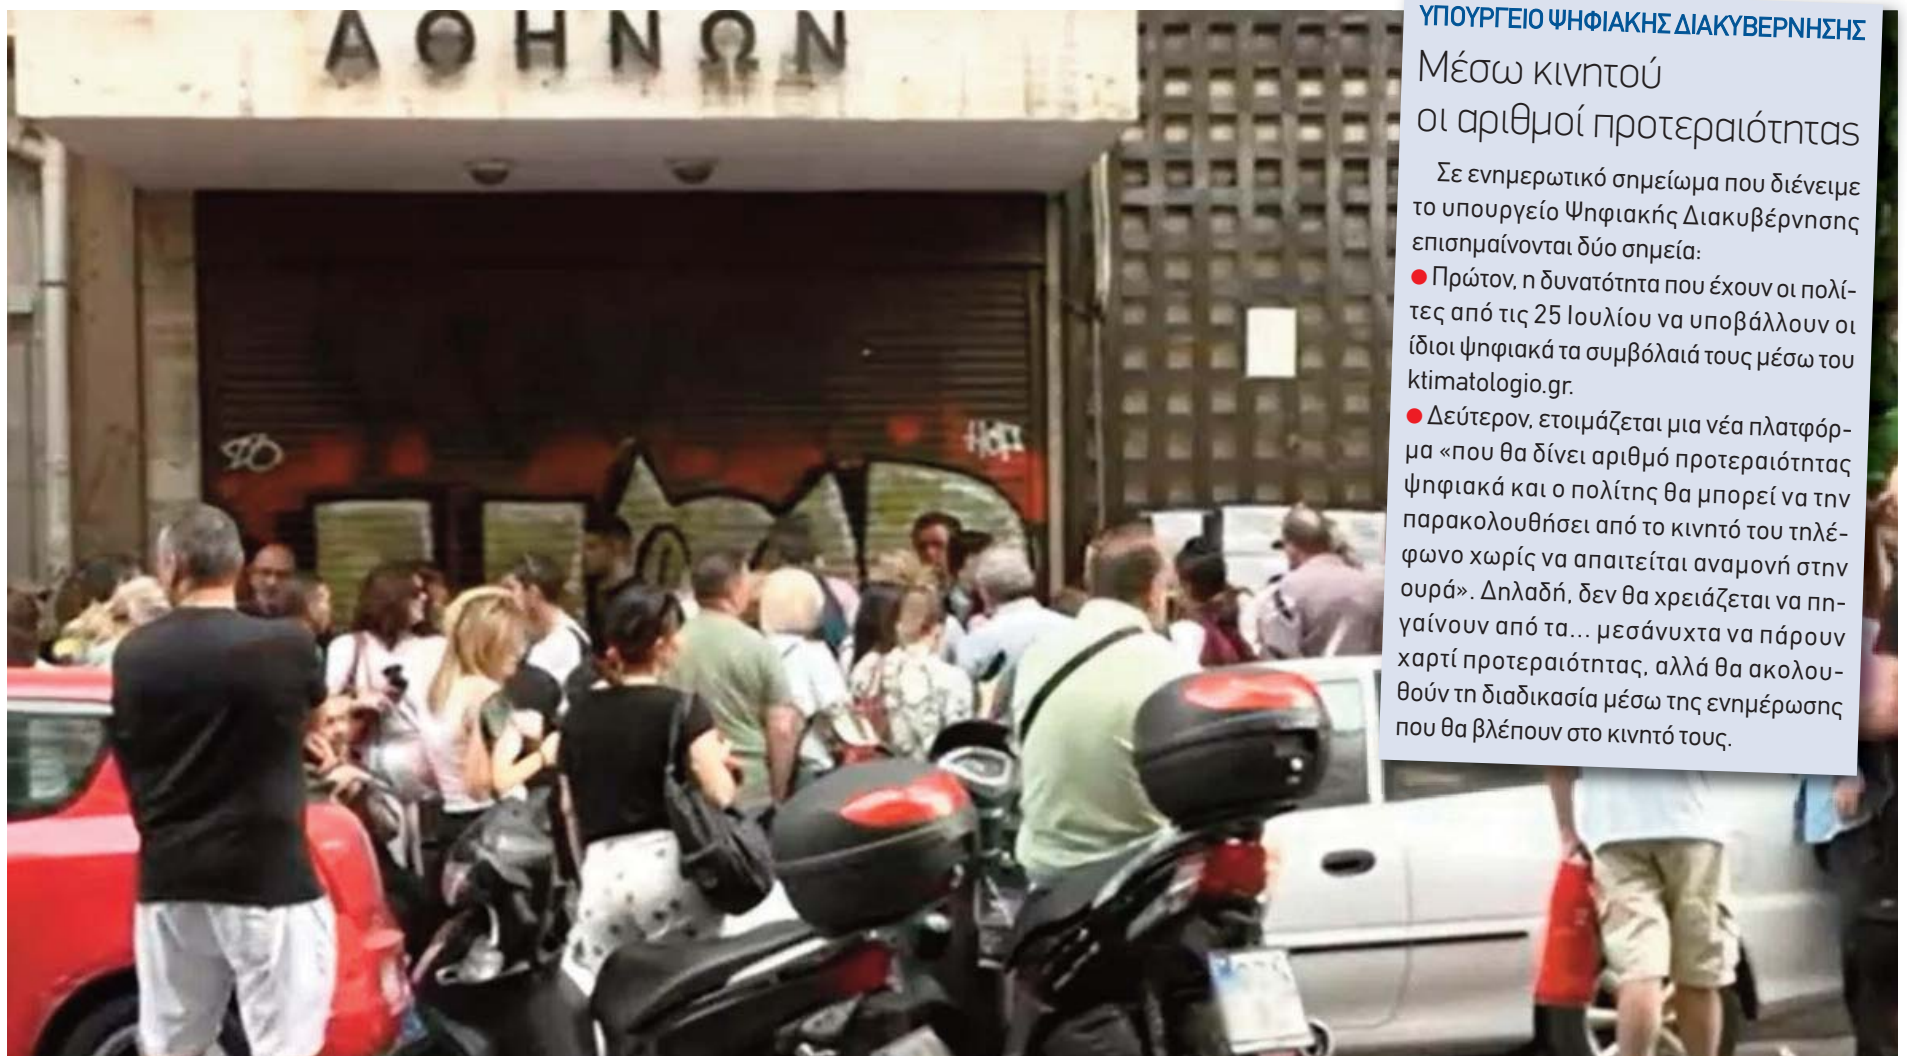 ΑΘΗΝΩΝ
ΥΠΟΥΡΓΕΙΟ ΨΗΦΙΑΚΗΣ ΔΙΑΚΥΒΕΡΝΗΣΗΣ
Μέσω κινητού
οι αριθμοί προτεραιότητας
Σε ενημερωτικό σημείωμα που διένειμε
το υπουργείο Ψηφιακής Διακυβέρνησης
επισημαίνονται δύο σημεία:
● Πρώτον, η δυνατότητα που έχουν οι πολί-
τες από τις 25 Ιουλίου να υποβάλλουν οι
ίδιοι ψηφιακά τα συμβόλαιά τους μέσω του
ktimatologio.gr.
● Δεύτερον, ετοιμάζεται μια νέα πλατφόρ-
μα «που θα δίνει αριθμό προτεραιότητας
ψηφιακά και ο πολίτης θα μπορεί να την
παρακολουθήσει από το κινητό του τηλέ-
φωνο χωρίς να απαιτείται αναμονή στην
ουρά». Δηλαδή, δεν θα χρειάζεται να πη-
γαίνουν από τα... μεσάνυχτα να πάρουν
χαρτί προτεραιότητας, αλλά θα ακολου-
θούν τη διαδικασία μέσω της ενημέρωσης
που θα βλέπουν στο κινητό τους.